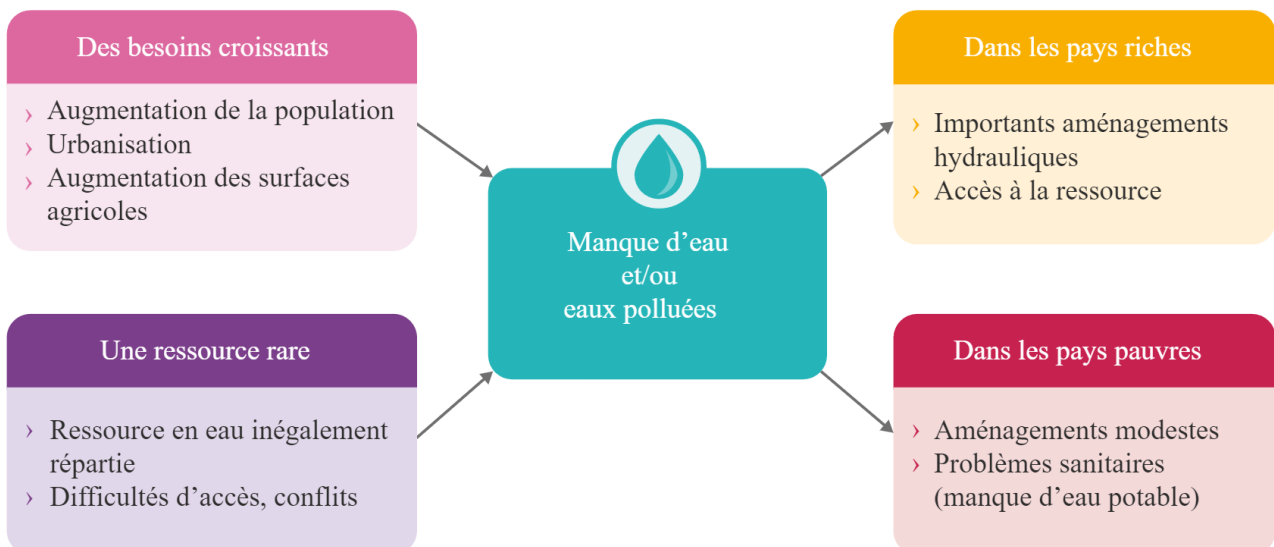 Des besoins croissants
› Augmentation de la population
› Urbanisation
› Augmentation des surfaces
agricoles
Une ressource rare
› Ressource en eau inégalement
répartie
› Difficultés d’accès, conflits
Manque d’eau
et/ou
eaux polluées
Dans les pays riches
› Importants aménagements
hydrauliques
› Accès à la ressource
Dans les pays pauvres
› Aménagements modestes
› Problèmes sanitaires
(manque d’eau potable)